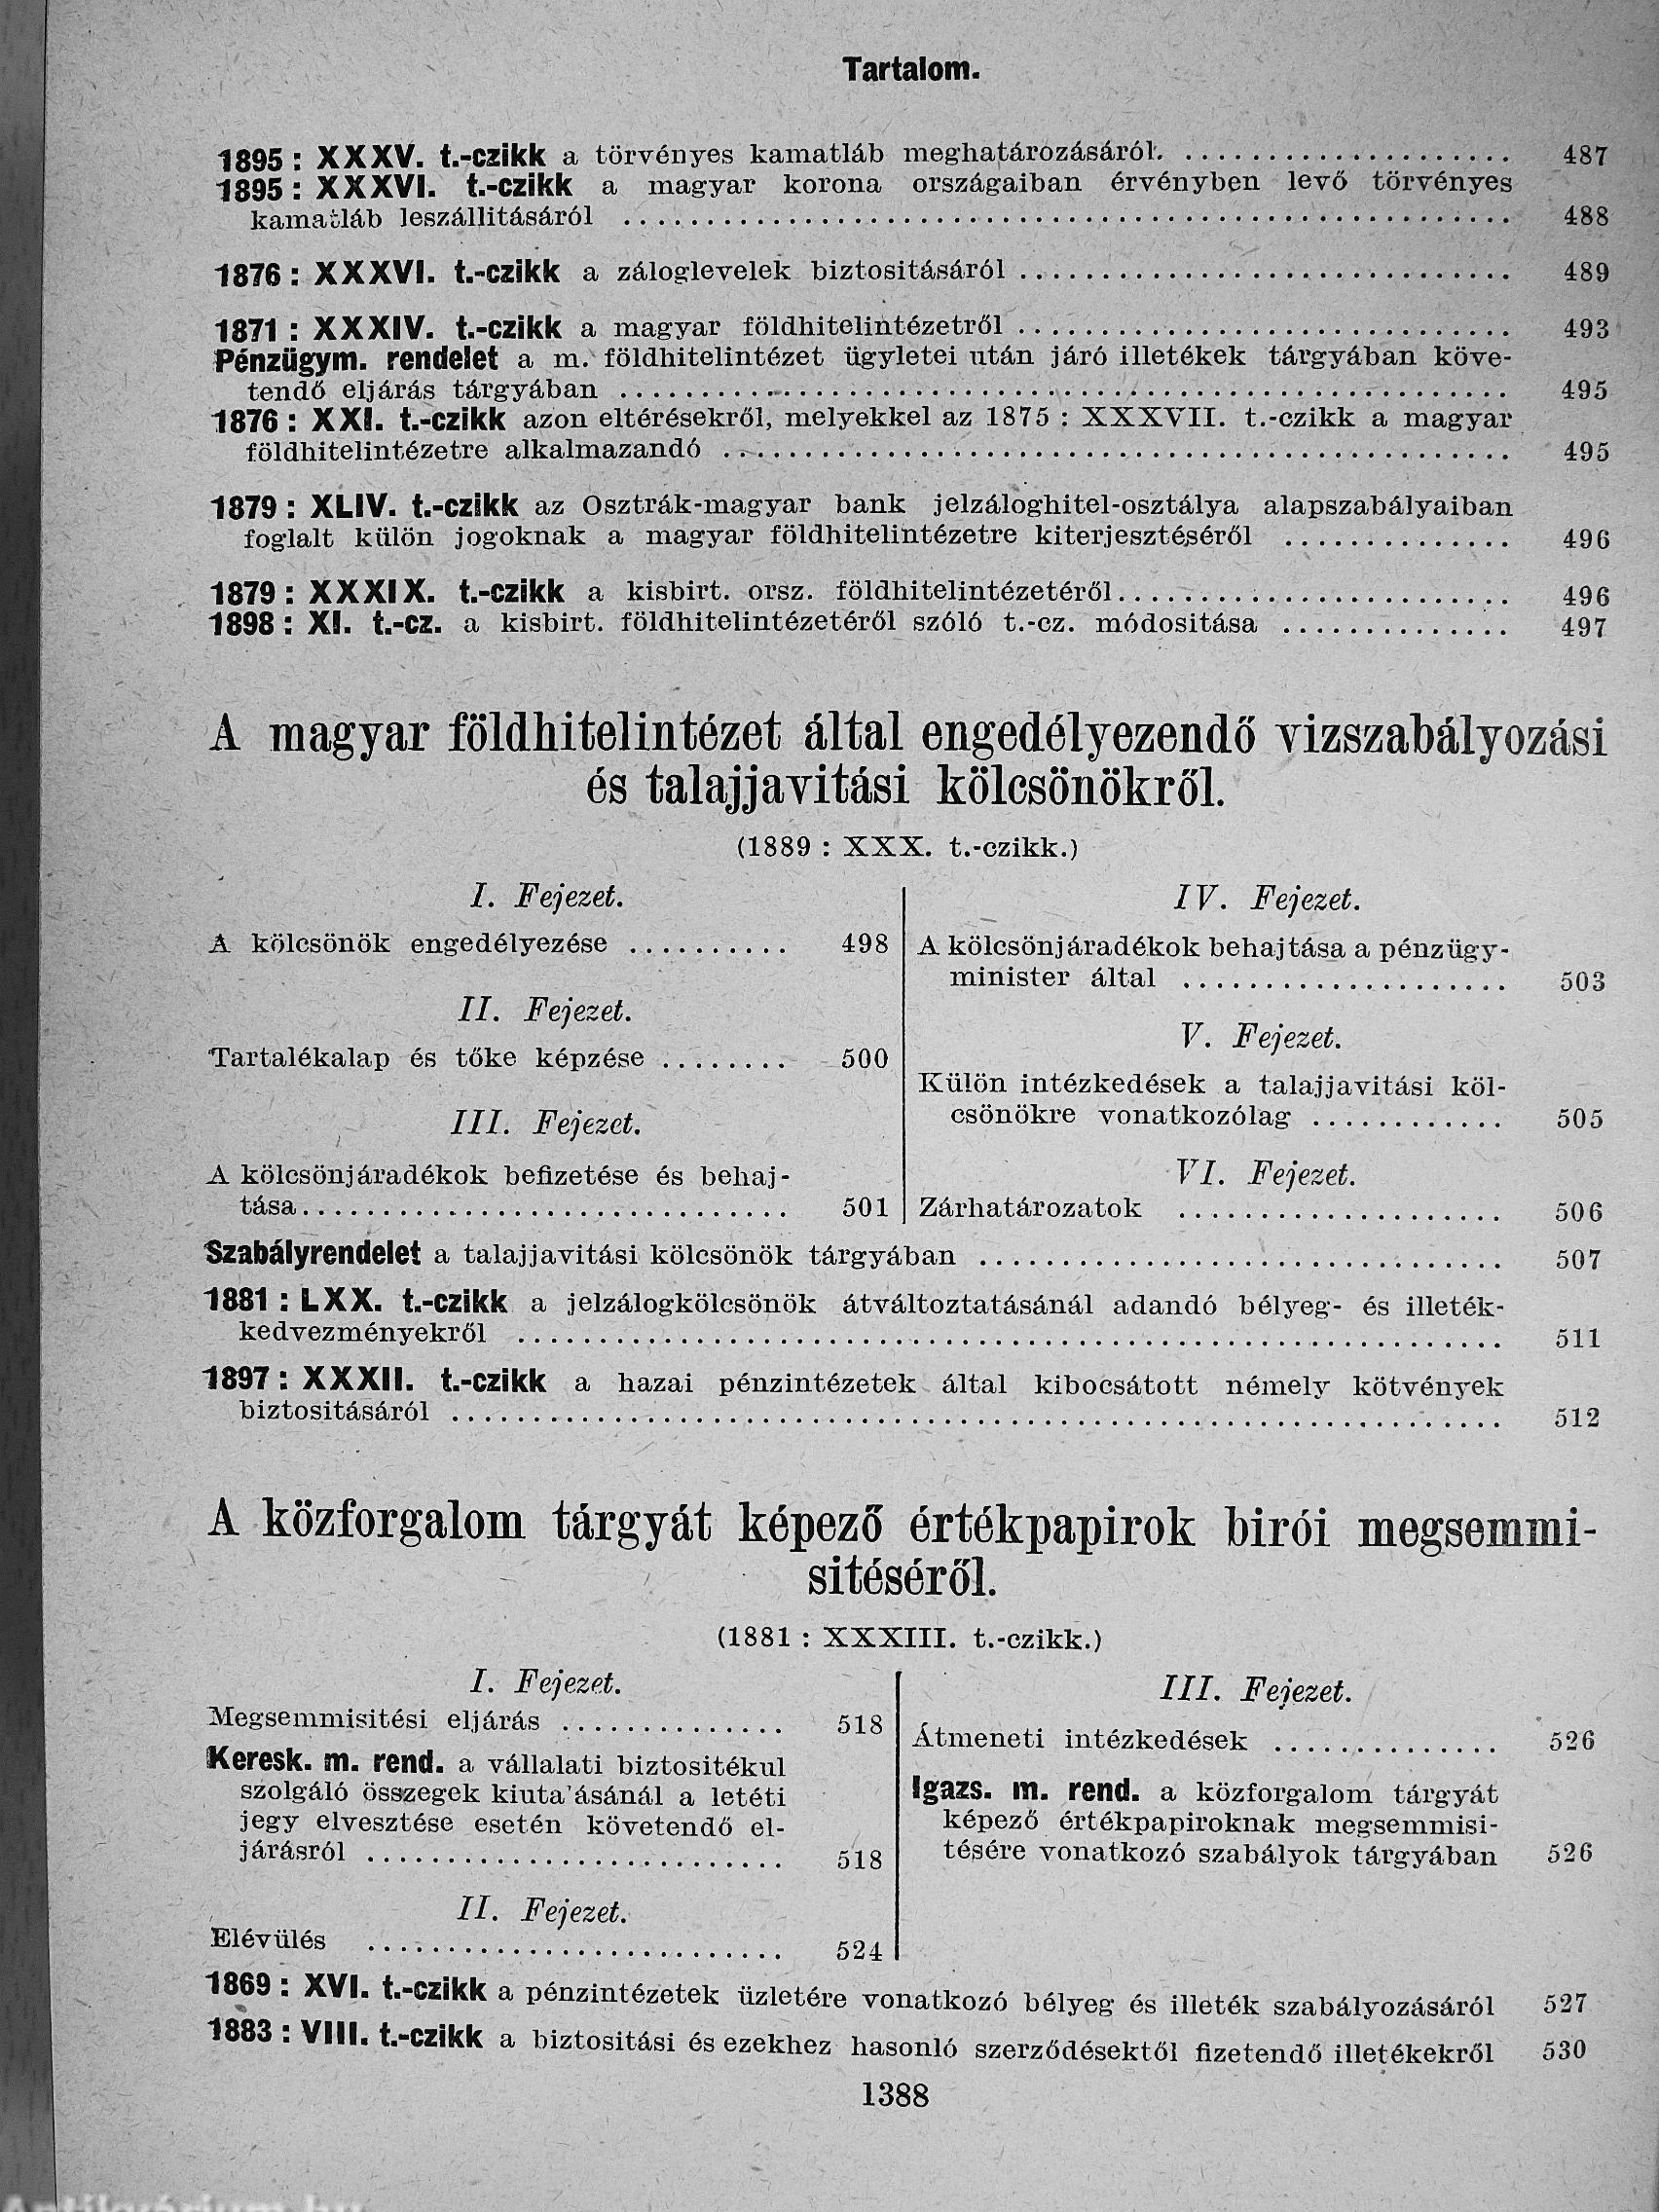 Tartalom.
1895 : XXXV. t.-czikk a törvényes kamatláb meghatározásáról. .................... 487
1895 : XXXVI. t.-czikk a magyar korona országaiban érvényben levő törvényes
kamatláb leszállitásáról .................... 488
1876 : XXXVI. t.-czikk a záloglevelek biztositásáról .................... 489
1871 : XXXIV. t.-czikk a magyar földhitelintézetről .................... 493
Pénzügym. rendelet a m. földhitelintézet ügyletei után járó illetékek tárgyában köve-
tendő eljárás tárgyában .................... 495
1876 : XXI. t.-czikk azon eltérésekről, melyekkel az 1875 : XXXVII. t.-czikk a magyar
földhitelintézetre alkalmazandó .................... 495
1879 : XLIV. t.-czikk az Osztrák-magyar bank jelzáloghitel-osztálya alapszabályaiban
foglalt külön jogoknak a magyar földhitelintézetre kiterjesztéséről .............. 496
1879 : XXXIX. t.-czikk a kisbirt. orsz. földhitelintézetéről .................... 496
1898 : XI. t.-cz. a kisbirt. földhitelintézetéről szóló t.-cz. módositása .............. 497
A magyar földhitelintézet által engedélyezendő vizszabályozási
és talajjavitási kölcsönökről.
(1889 : XXX. t.-czikk.)
I. Fejezet.
A kölcsönök engedélyezése .......... 498
II. Fejezet.
Tartalékalap és tőke képzése ........ 500
III. Fejezet.
A kölcsönjáradékok befizetése és behaj-
tása .................... 501
IV. Fejezet.
A kölcsönjáradékok behajtása a pénzügy-
minister által .................... 503
V. Fejezet.
Külön intézkedések a talajjavitási köl-
csönökre vonatkozólag ............ 505
VI. Fejezet.
Zárhatározatok .................... 506
Szabályrendelet a talajjavitási kölcsönök tárgyában .................... 507
1881 : LXX. t.-czikk a jelzálogkölcsönök átváltoztatásánál adandó bélyeg- és illeték-
kedvezményekről .................... 511
1897 : XXXII. t.-czikk a hazai pénzintézetek által kibocsátott némely kötvények
biztositásáról .................... 512
A közforgalom tárgyát képező értékpapirok birói megsemmi-
sitéséről.
(1881 : XXXIII. t.-czikk.)
I. Fejezet.
Megsemmisitési eljárás .............. 518
Keresk. m. rend. a vállalati biztositékul
szolgáló összegek kiuta'ásánál a letéti
jegy elvesztése esetén követendő el-
járásról .................... 518
II. Fejezet.
Elévülés .................... 524
III. Fejezet.
Átmeneti intézkedések .............. 526
Igazs. m. rend. a közforgalom tárgyát
képező értékpapiroknak megsemmisi-
tésére vonatkozó szabályok tárgyában 526
1869 : XVI. t.-czikk a pénzintézetek üzletére vonatkozó bélyeg és illeték szabályozásáról 527
1883 : VIII. t.-czikk a biztositási és ezekhez hasonló szerződésektől fizetendő illetékekről 530
1388